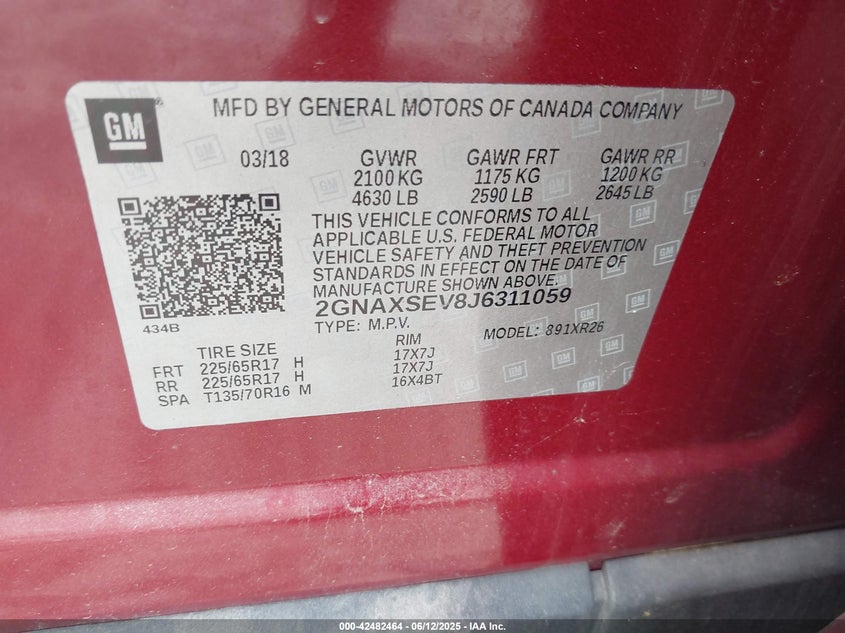 GM
MFD BY GENERAL MOTORS OF CANADA COMPANY
03/18 GVWR GAWR FRT GAWR RR
2100 KG 1175 KG 1200 KG
4630 LB 2590 LB 2645 LB
THIS VEHICLE CONFORMS TO ALL
APPLICABLE U.S. FEDERAL MOTOR
VEHICLE SAFETY AND THEFT PREVENTION
STANDARDS IN EFFECT ON THE DATE OF
MANUFACTURE SHOWN ABOVE.
2GNAXSEV8J6311059
434B
TYPE: M.P.V. MODEL: 891XR26
TIRE SIZE RIM
FRT 225/65R17 H 17X7J
RR 225/65R17 H 17X7J
SPA T135/70R16 M 16X4BT
000-42482464 - 06/12/2025 - IAA Inc.